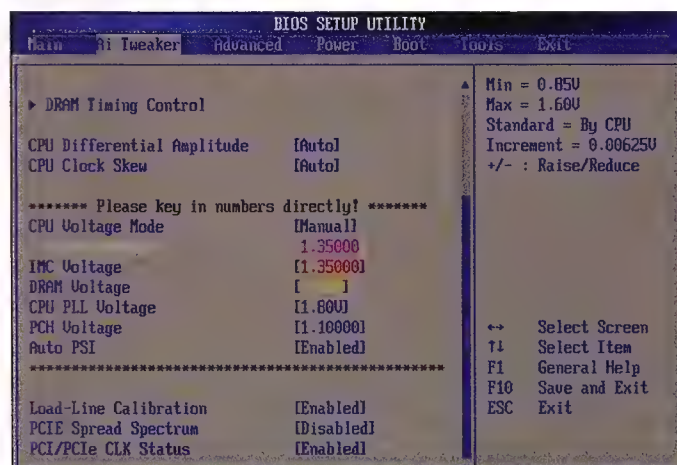 BIOS SETUP UTILITY
Main Ai Tweaker Advanced Power Boot Tools Exit
▶ DRAM Timing Control
CPU Differential Amplitude [Auto]
CPU Clock Skew [Auto]
******* Please key in numbers directly! *******
CPU Voltage Mode [Manual]
1.35000
IMC Voltage [1.35000]
DRAM Voltage [ ]
CPU PLL Voltage [1.80V]
PCH Voltage [1.10000]
Auto PSI [Enabled]
**************************************************
Load-Line Calibration [Enabled]
PCIE Spread Spectrum [Disabled]
PCI/PCIe CLK Status [Enabled]
Min = 0.85V
Max = 1.60V
Standard = By CPU
Increment = 0.00625V
+/- : Raise/Reduce
↔ Select Screen
↑↓ Select Item
F1 General Help
F10 Save and Exit
ESC Exit